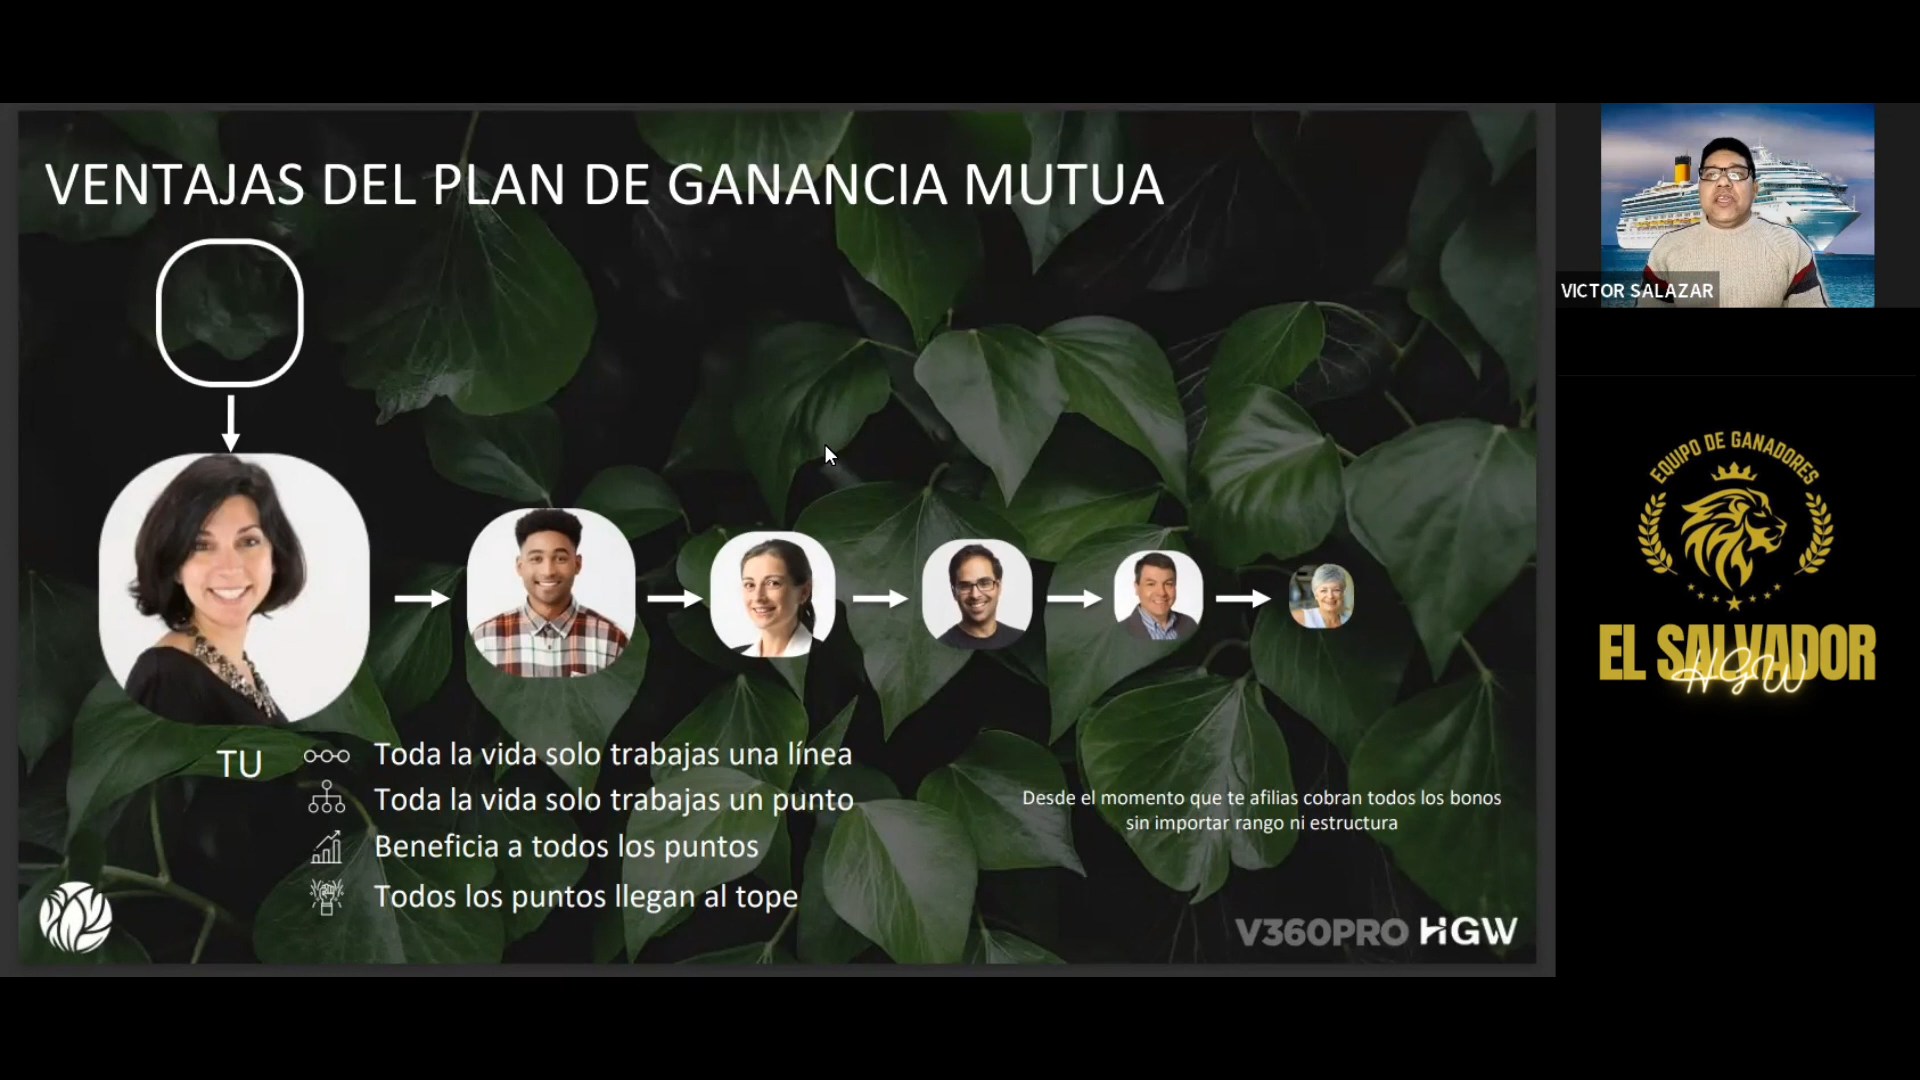 VENTAJAS DEL PLAN DE GANANCIA MUTUA
TU
Toda la vida solo trabajas una línea
Toda la vida solo trabajas un punto
Beneficia a todos los puntos
Todos los puntos llegan al tope
Desde el momento que te afilias cobran todos los bonos
sin importar rango ni estructura
V360PRO HGW
VICTOR SALAZAR
EQUIPO DE GANADORES
EL SALVADOR
HGW